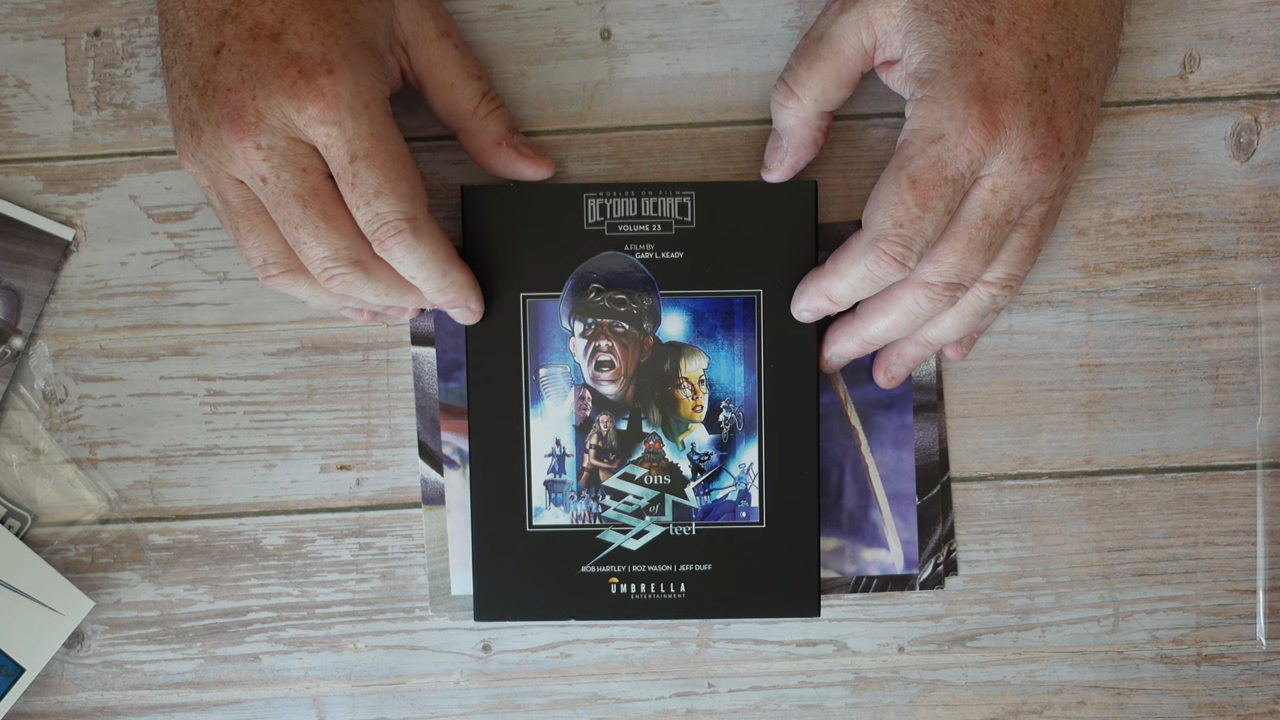 WORLDS ON FILM
BEYOND GENRES
VOLUME 23
A FILM BY
GARY L. KEADY
Sons
of
Steel
ROB HARTLEY | ROZ WASON | JEFF DUFF
UMBRELLA
ENTERTAINMENT